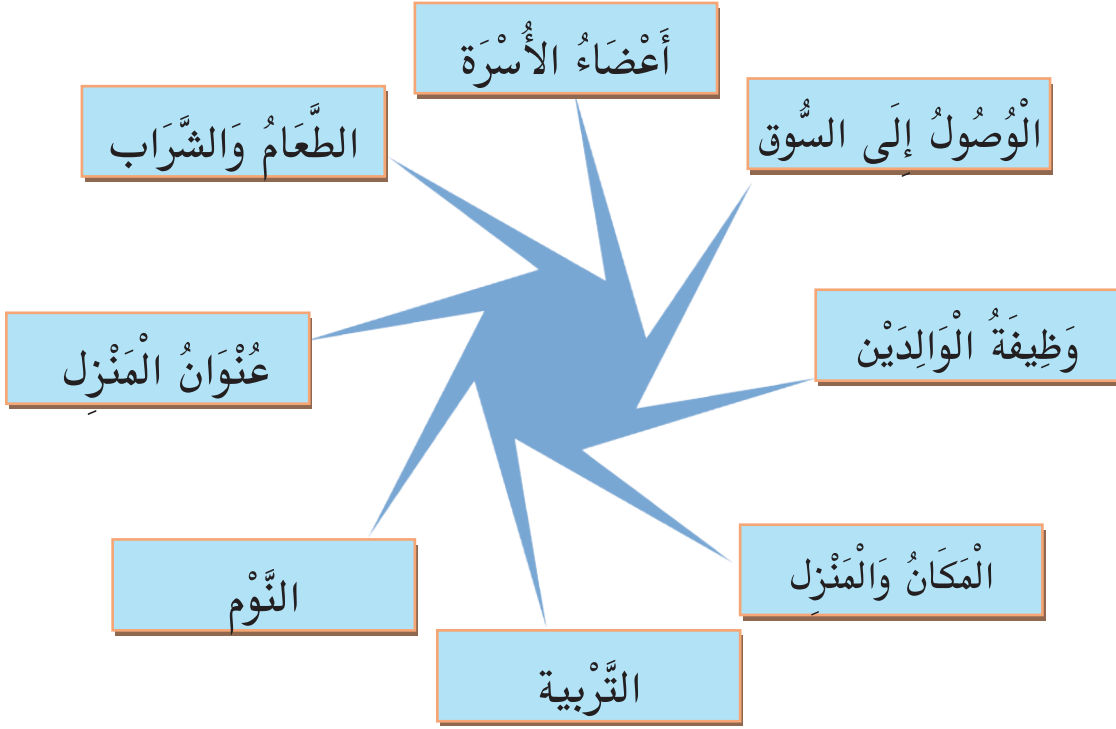 أَعْضَاءُ الأُسْرَة
الْوُصُولُ إِلَى السُّوق
وَظِيفَةُ الْوَالِدَيْن
الْمَكَانُ وَالْمَنْزِل
التَّرْبية
النَّوْم
عُنْوَانُ الْمَنْزِل
الطَّعَامُ وَالشَّرَاب